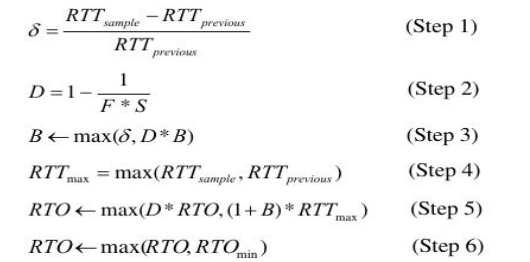 δ = (RTT_sample − RTT_previous) / RTT_previous (Step 1)
D = 1 − 1 / (F * S) (Step 2)
B ← max(δ, D * B) (Step 3)
RTT_max = max(RTT_sample, RTT_previous) (Step 4)
RTO ← max(D * RTO, (1 + B) * RTT_max) (Step 5)
RTO ← max(RTO, RTO_min) (Step 6)